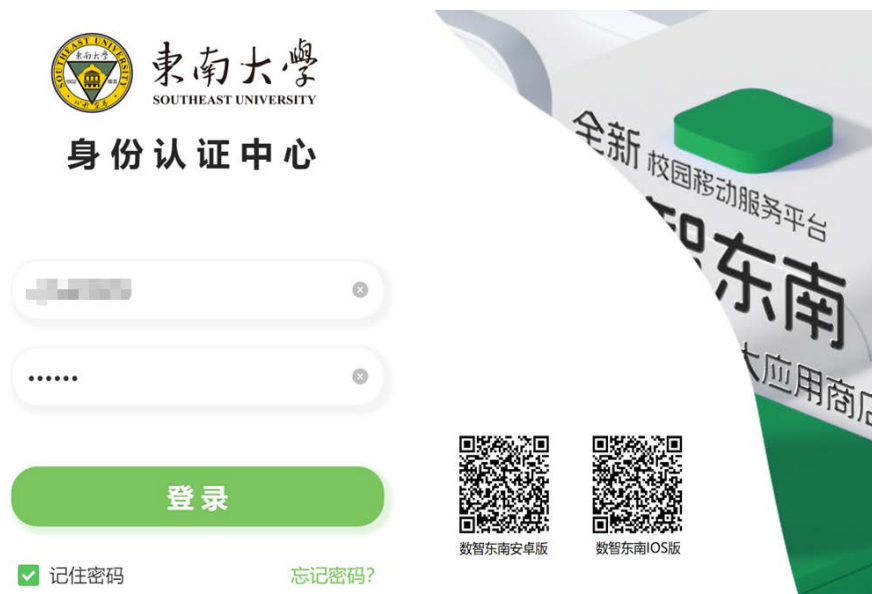 東南大學
SOUTHEAST UNIVERSITY
身份认证中心
••••••
登录
记住密码
忘记密码?
全新 校园移动服务平台
智东南
大应用商店
数智东南安卓版
数智东南IOS版